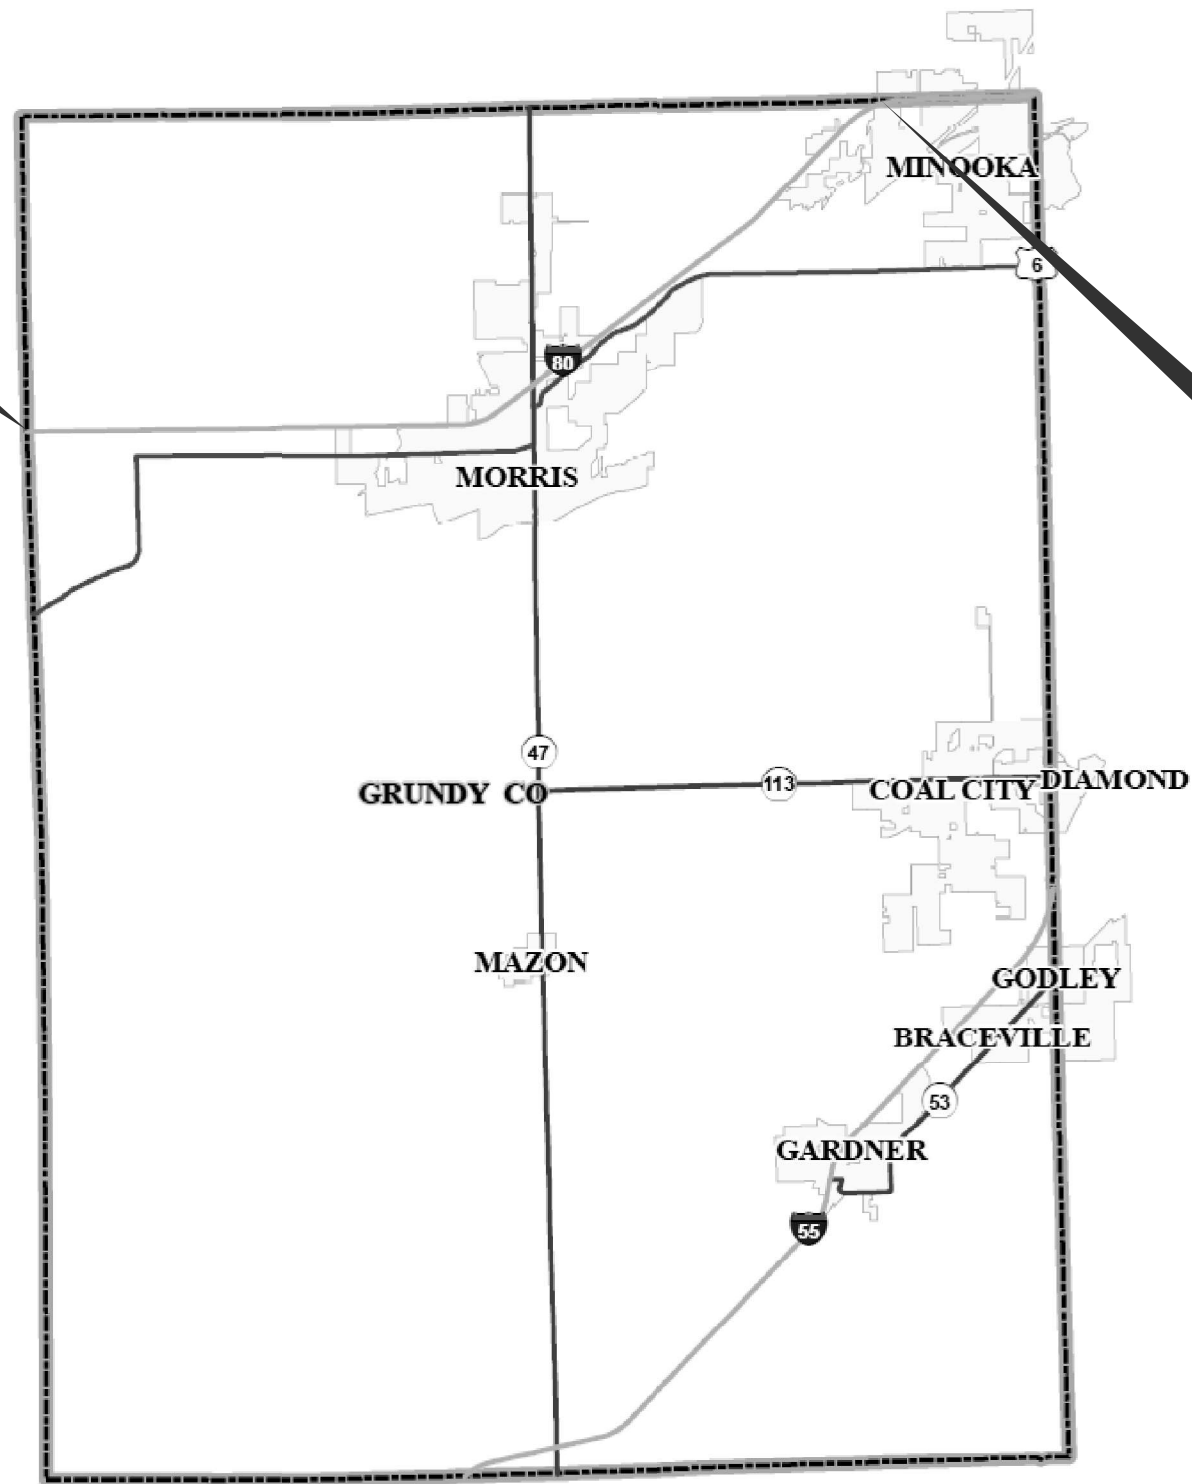 MINOOKA
6
80
MORRIS
47
GRUNDY CO
113
COAL CITY
DIAMOND
MAZON
GODLEY
BRACEVILLE
53
GARDNER
55